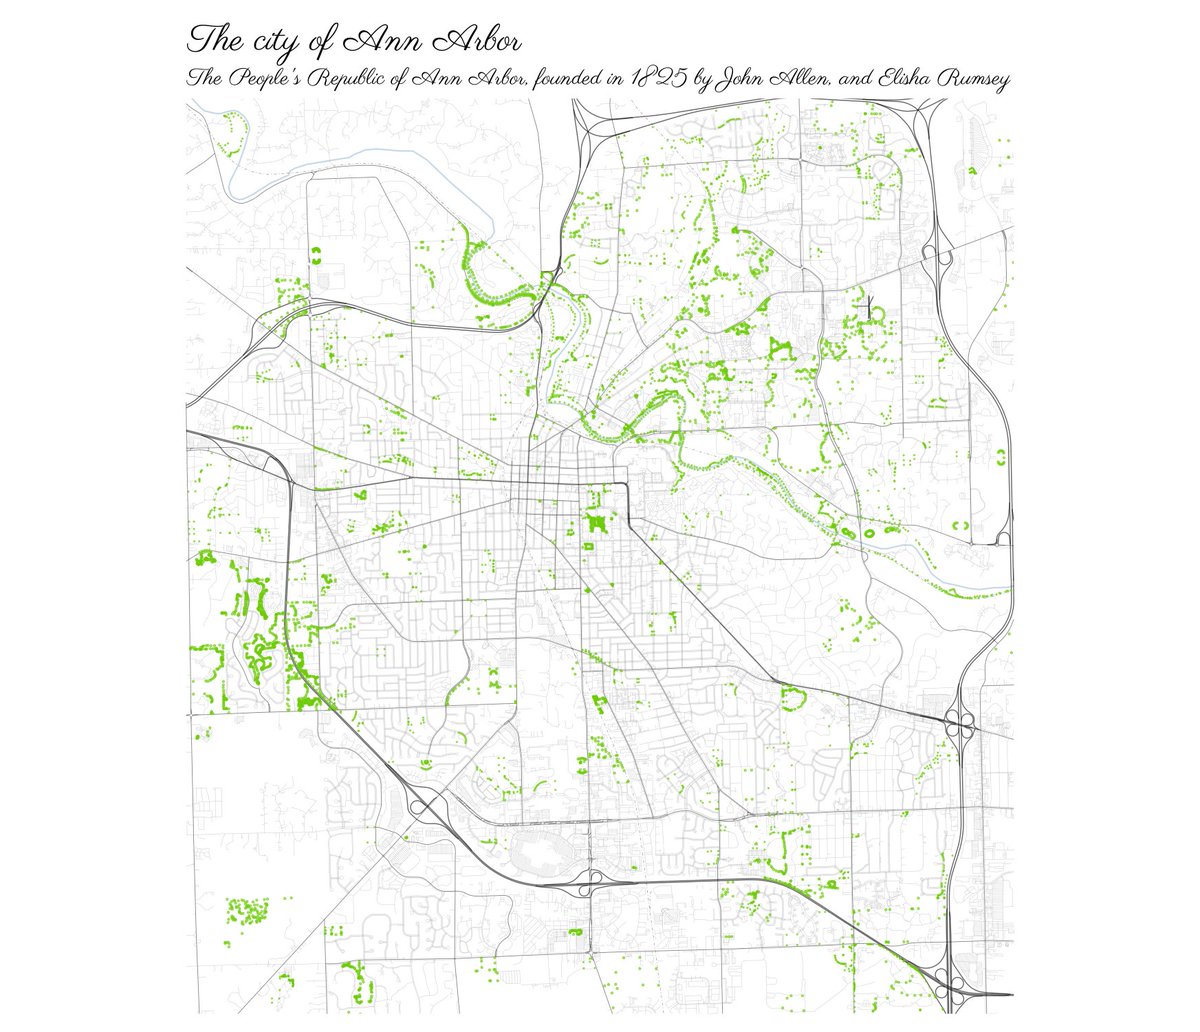 The city of Ann Arbor
The People's Republic of Ann Arbor, founded in 1825 by John Allen, and Elisha Rumsey